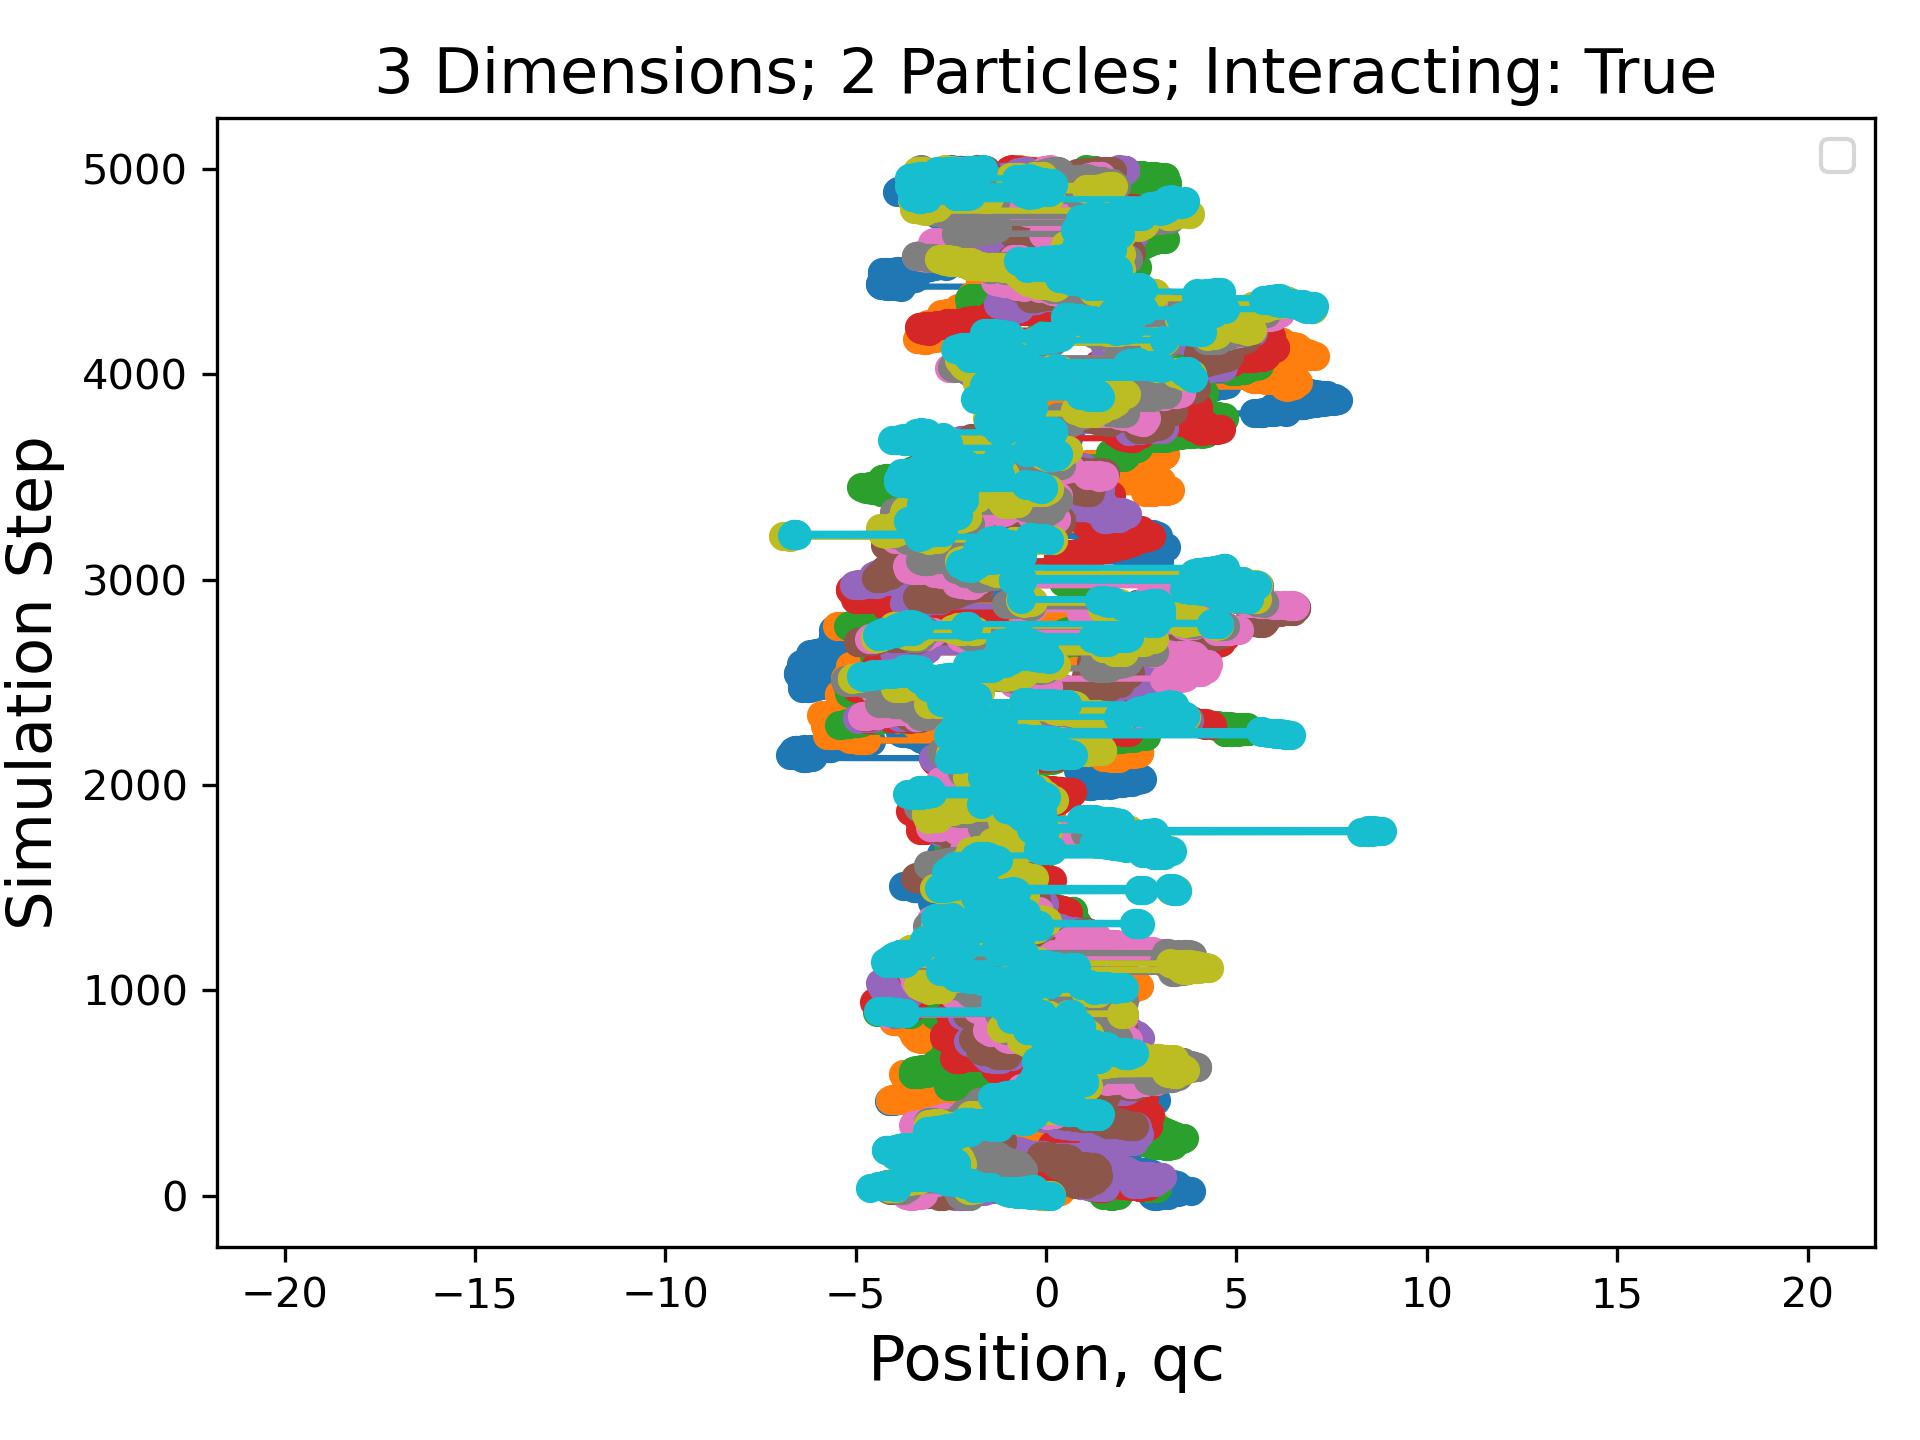 3 Dimensions; 2 Particles; Interacting: True
Simulation Step
5000
4000
3000
2000
1000
0
−20 −15 −10 −5 0 5 10 15 20
Position, qc